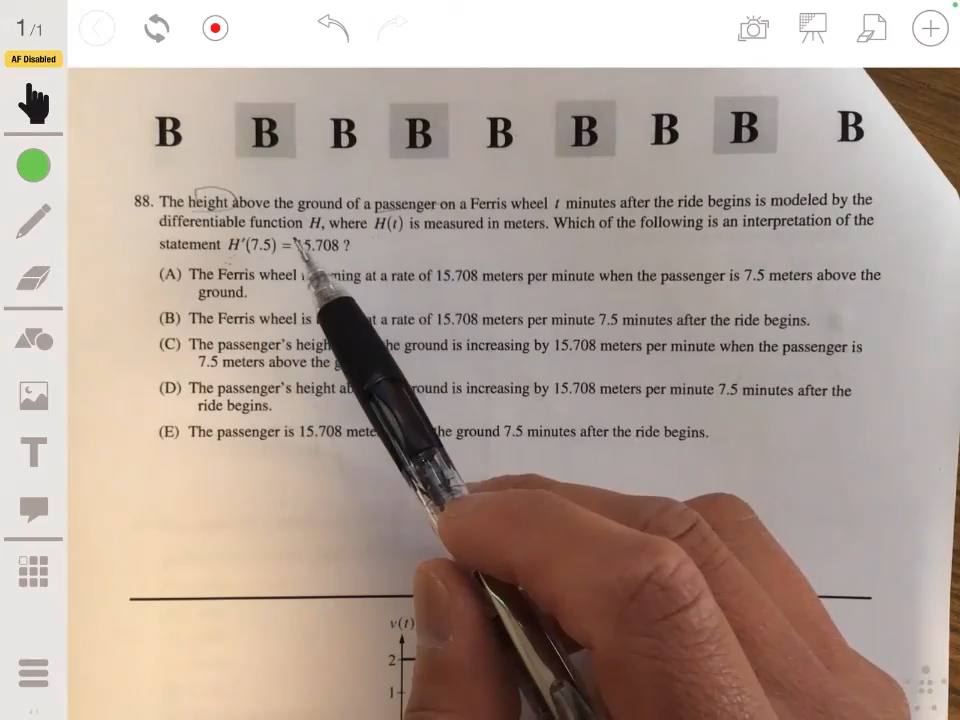 1/1
AF Disabled
B B B B B B B B B
88. The height above the ground of a passenger on a Ferris wheel t minutes after the ride begins is modeled by the
differentiable function H, where H(t) is measured in meters. Which of the following is an interpretation of the
statement H′(7.5) = 15.708 ?
(A) The Ferris wheel is turning at a rate of 15.708 meters per minute when the passenger is 7.5 meters above the
ground.
(B) The Ferris wheel is at a rate of 15.708 meters per minute 7.5 minutes after the ride begins.
(C) The passenger's height the ground is increasing by 15.708 meters per minute when the passenger is
7.5 meters above the
(D) The passenger's height ground is increasing by 15.708 meters per minute 7.5 minutes after the
ride begins.
(E) The passenger is 15.708 the ground 7.5 minutes after the ride begins.
v(t)
2
1
T